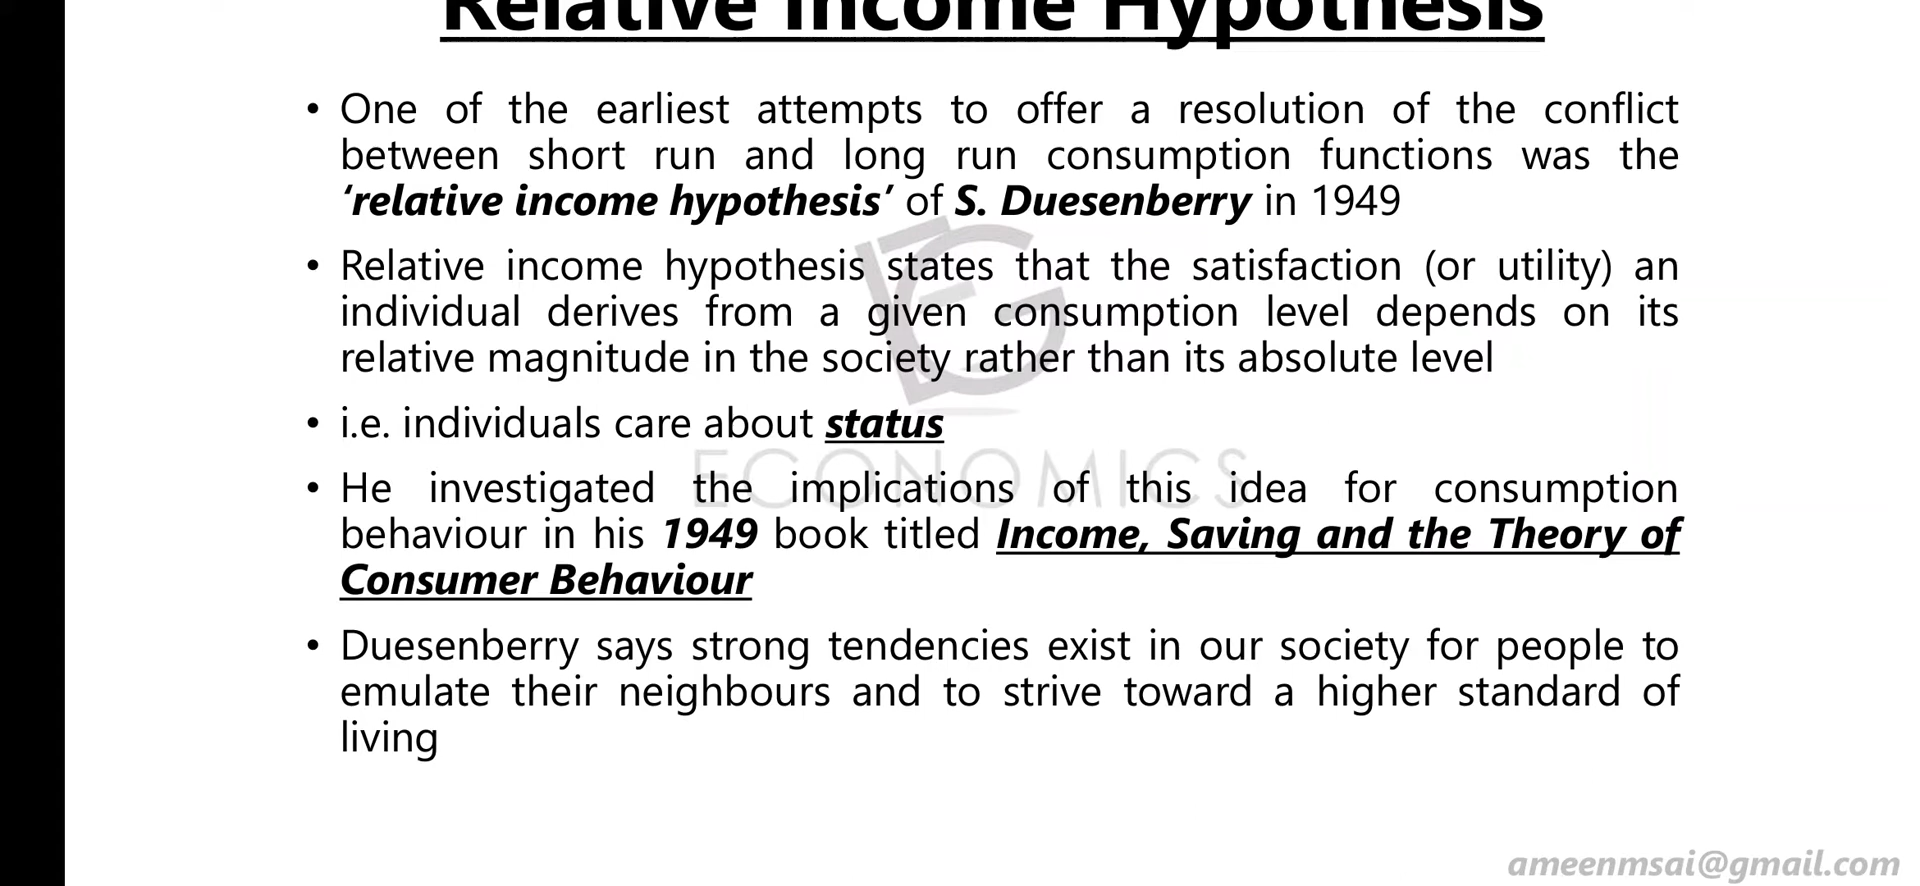 Relative Income Hypothesis
• One of the earliest attempts to offer a resolution of the conflict
between short run and long run consumption functions was the
‘relative income hypothesis’ of S. Duesenberry in 1949
• Relative income hypothesis states that the satisfaction (or utility) an
individual derives from a given consumption level depends on its
relative magnitude in the society rather than its absolute level
• i.e. individuals care about status
ECONOMICS
• He investigated the implications of this idea for consumption
behaviour in his 1949 book titled Income, Saving and the Theory of
Consumer Behaviour
• Duesenberry says strong tendencies exist in our society for people to
emulate their neighbours and to strive toward a higher standard of
living
ameenmsai@gmail.com